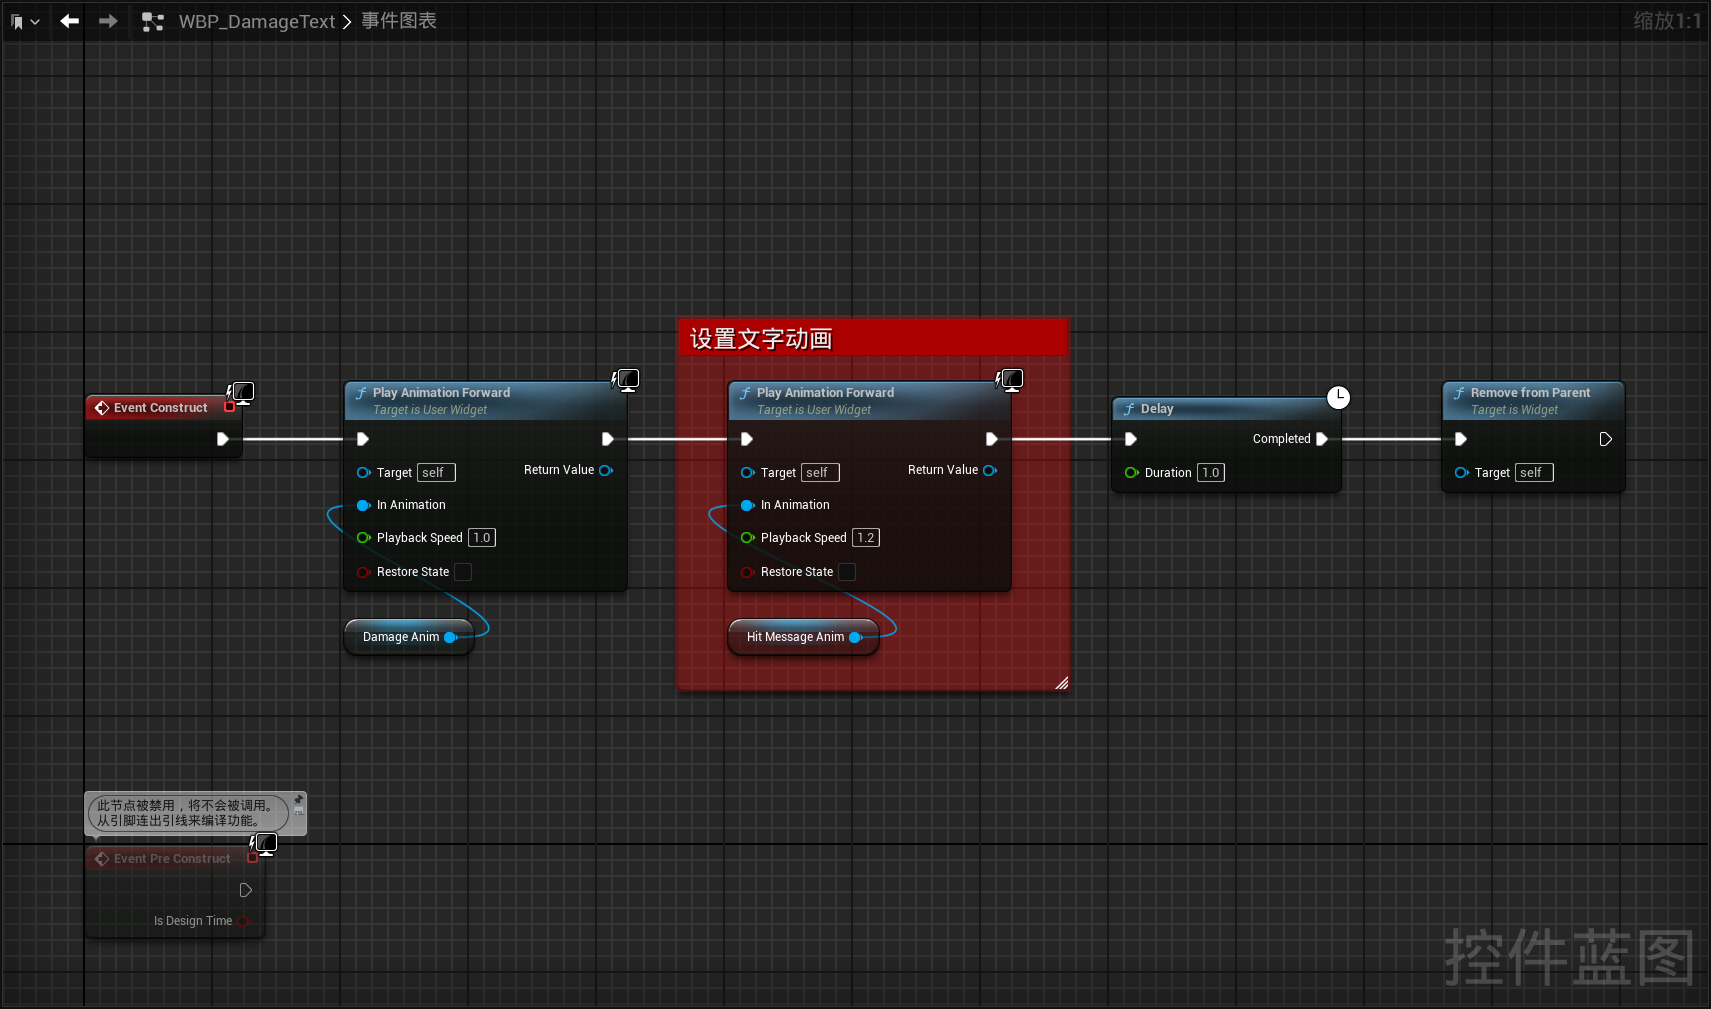 WBP_DamageText > 事件图表
缩放1:1
设置文字动画
Event Construct
Play Animation Forward
Target is User Widget
Target self
Return Value
In Animation
Playback Speed 1.0
Restore State
Damage Anim
Play Animation Forward
Target is User Widget
Target self
Return Value
In Animation
Playback Speed 1.2
Restore State
Hit Message Anim
Delay
Completed
Duration 1.0
Remove from Parent
Target is Widget
Target self
此节点被禁用，将不会被调用。
从引脚连出引线来编译功能。
Event Pre Construct
Is Design Time
控件蓝图